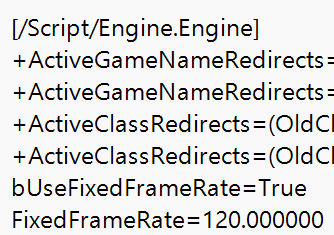 [/Script/Engine.Engine]
+ActiveGameNameRedirects=
+ActiveGameNameRedirects=
+ActiveClassRedirects=(OldCl
+ActiveClassRedirects=(OldCl
bUseFixedFrameRate=True
FixedFrameRate=120.000000